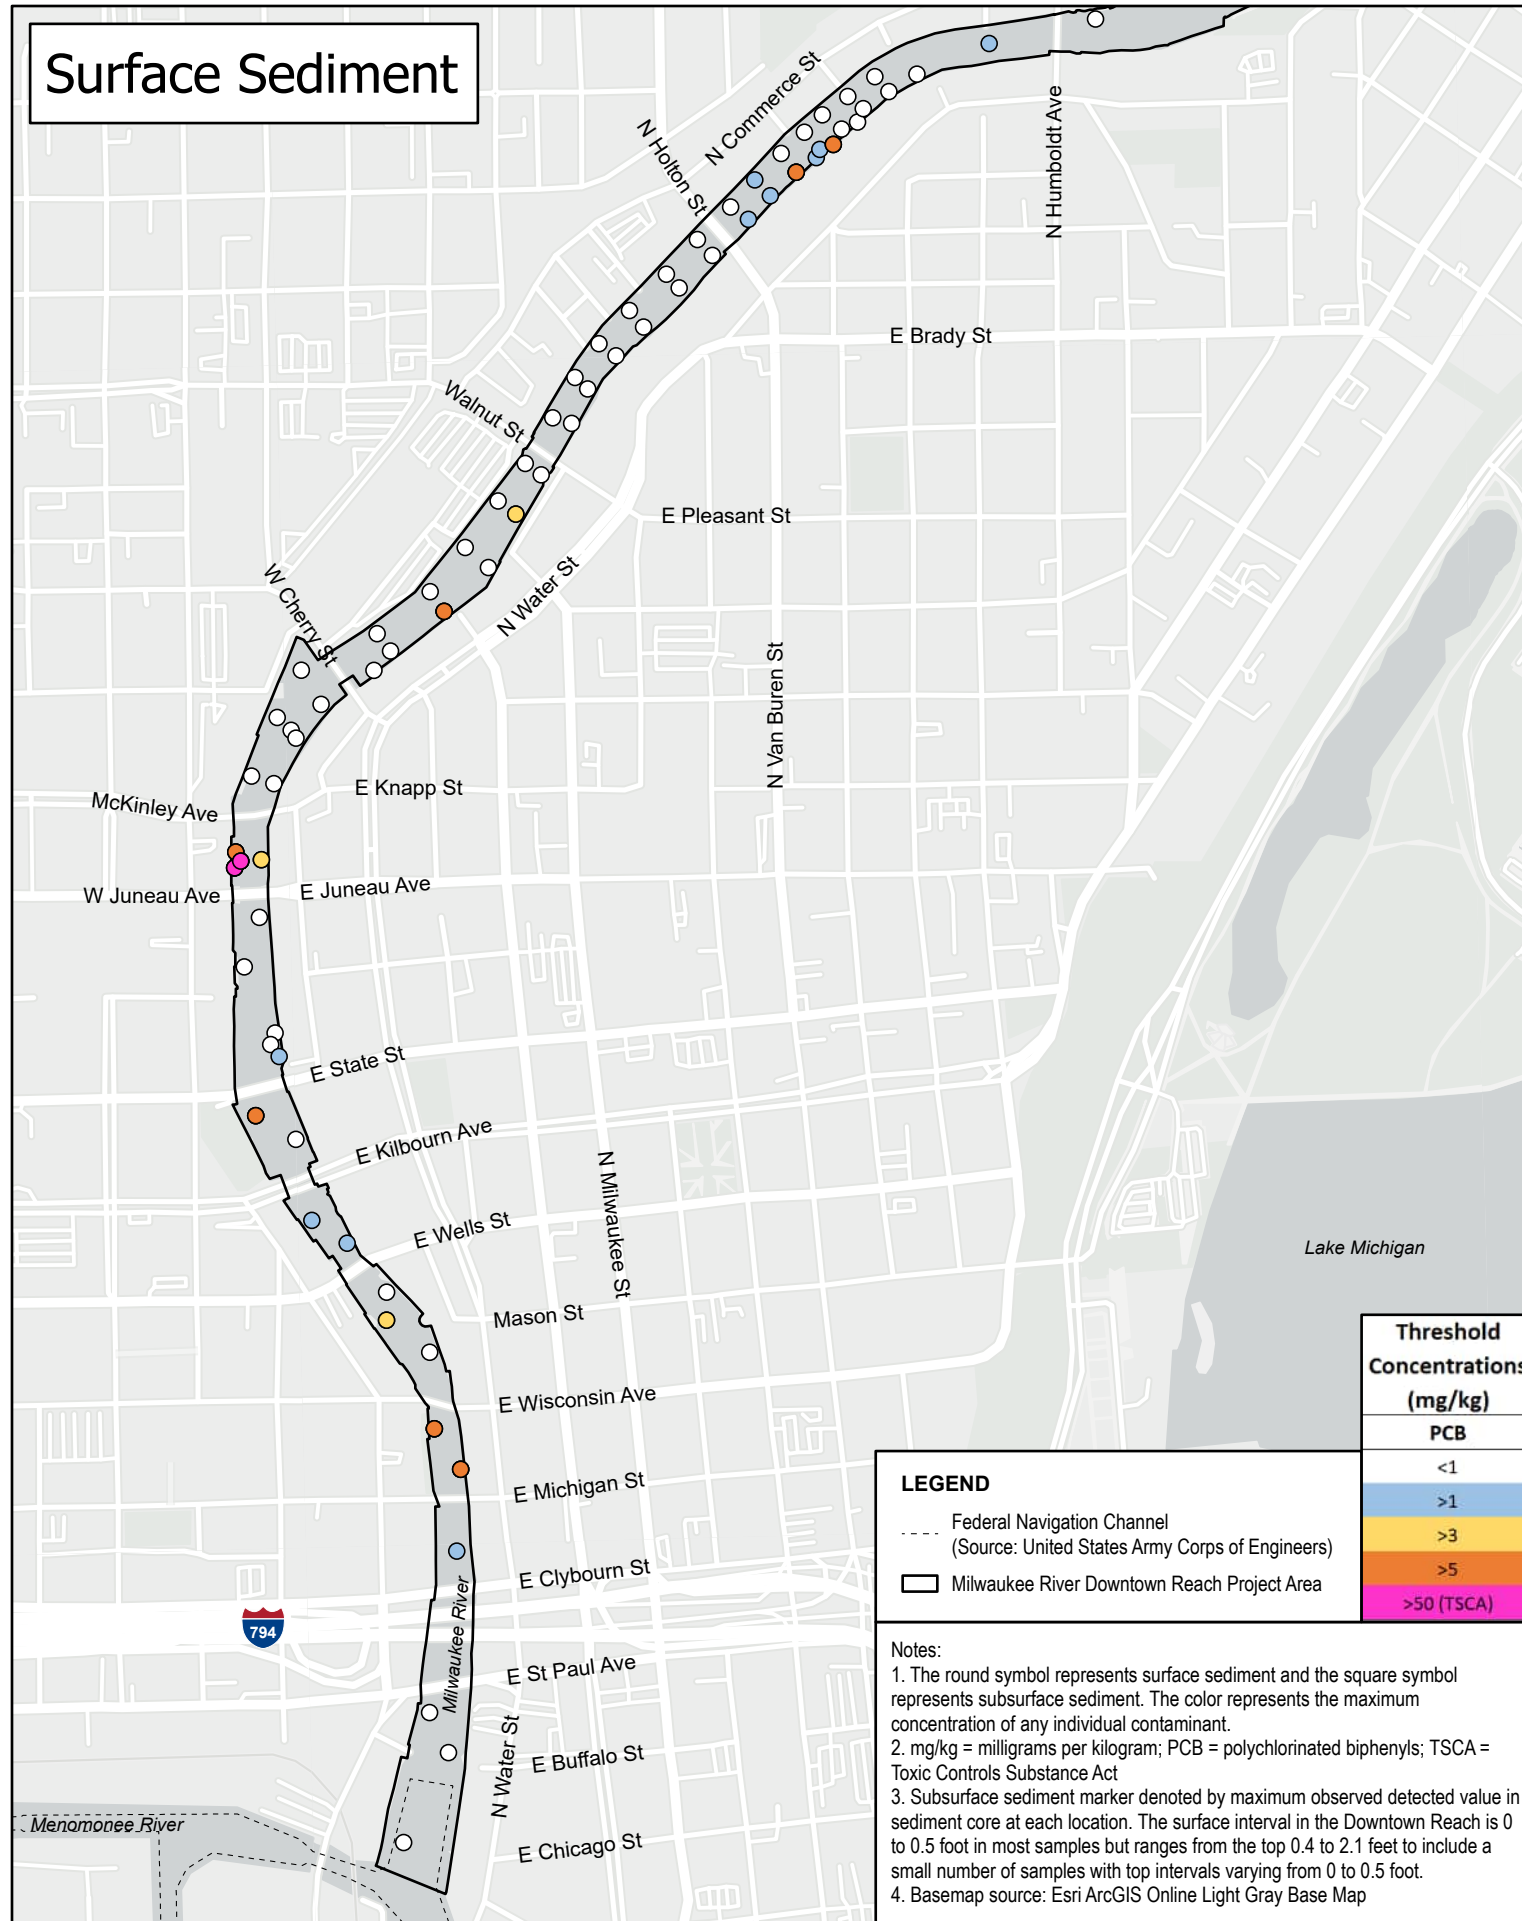 Surface Sediment
N Commerce St
N Holton St
N Humboldt Ave
E Brady St
Walnut St
E Pleasant St
W Cherry St
N Water St
N Van Buren St
E Knapp St
McKinley Ave
W Juneau Ave
E Juneau Ave
E State St
E Kilbourn Ave
N Milwaukee St
E Wells St
Lake Michigan
Mason St
E Wisconsin Ave
E Michigan St
E Clybourn St
Milwaukee River
794
E St Paul Ave
N Water St
E Buffalo St
Menomonee River
E Chicago St
Threshold
Concentrations
(mg/kg)
PCB
<1
>1
>3
>5
>50 (TSCA)
LEGEND
Federal Navigation Channel
(Source: United States Army Corps of Engineers)
Milwaukee River Downtown Reach Project Area
Notes:
1. The round symbol represents surface sediment and the square symbol
represents subsurface sediment. The color represents the maximum
concentration of any individual contaminant.
2. mg/kg = milligrams per kilogram; PCB = polychlorinated biphenyls; TSCA =
Toxic Controls Substance Act
3. Subsurface sediment marker denoted by maximum observed detected value in
sediment core at each location. The surface interval in the Downtown Reach is 0
to 0.5 foot in most samples but ranges from the top 0.4 to 2.1 feet to include a
small number of samples with top intervals varying from 0 to 0.5 foot.
4. Basemap source: Esri ArcGIS Online Light Gray Base Map